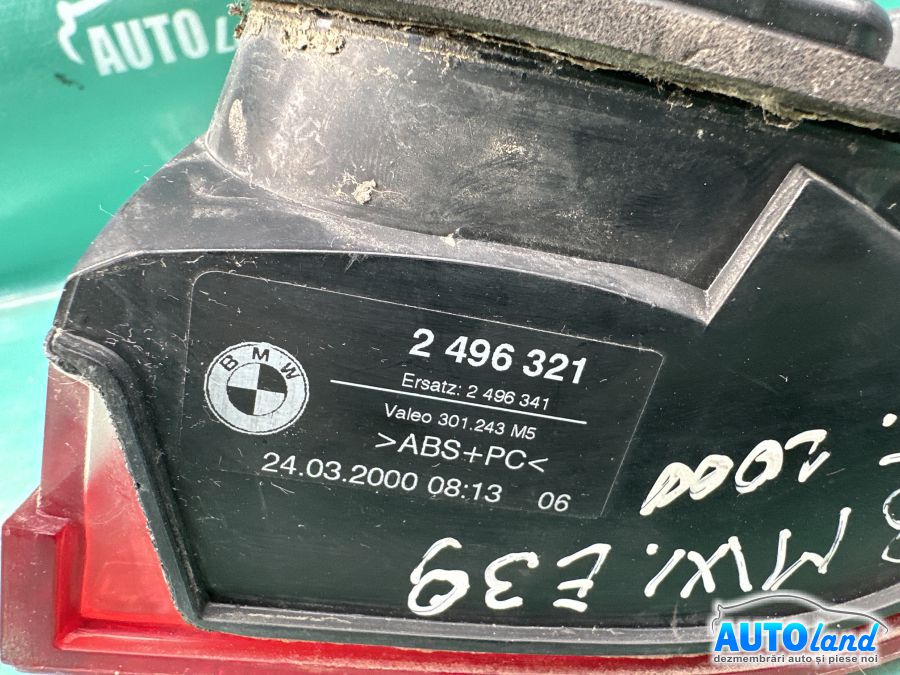 AUTO
BMW
2 496 321
Ersatz: 2 496 341
Valeo 301.243 M5
>ABS+PC<
24.03.2000 08:13 06
2000
BMW. E39
AUTOland
dezmembrări auto și piese noi